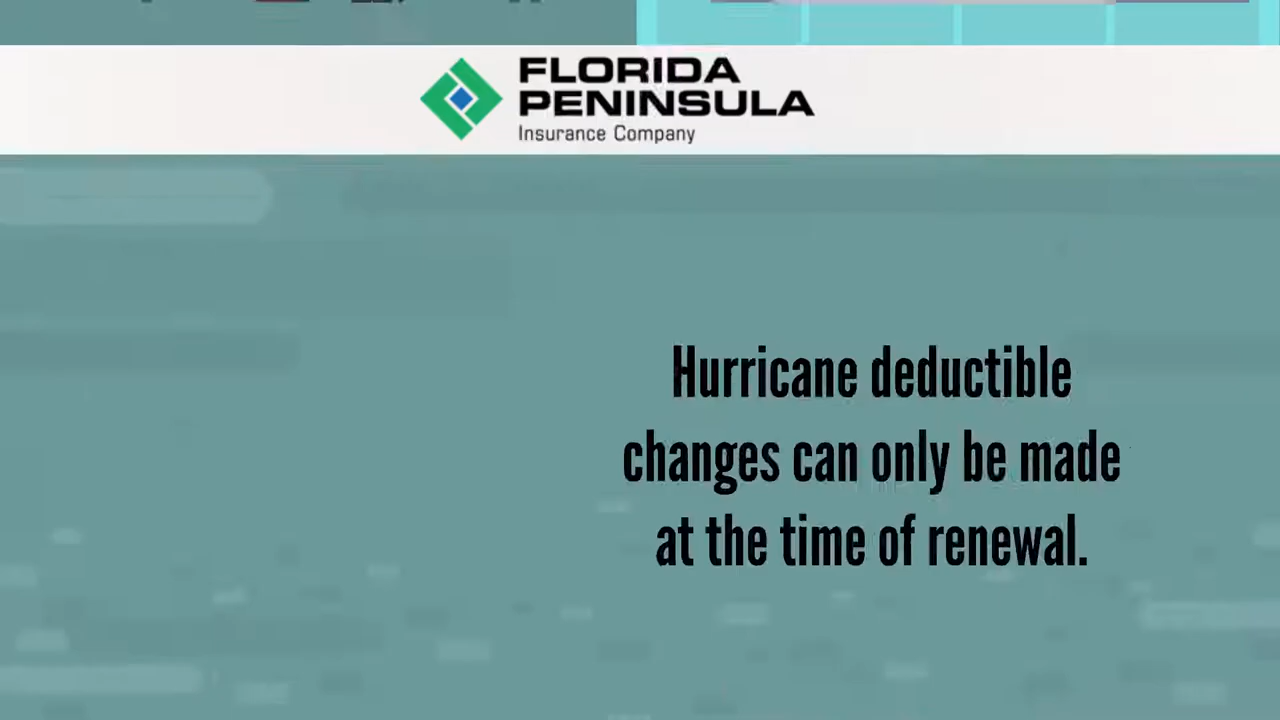 FLORIDA
PENINSULA
Insurance Company
Hurricane deductible
changes can only be made
at the time of renewal.